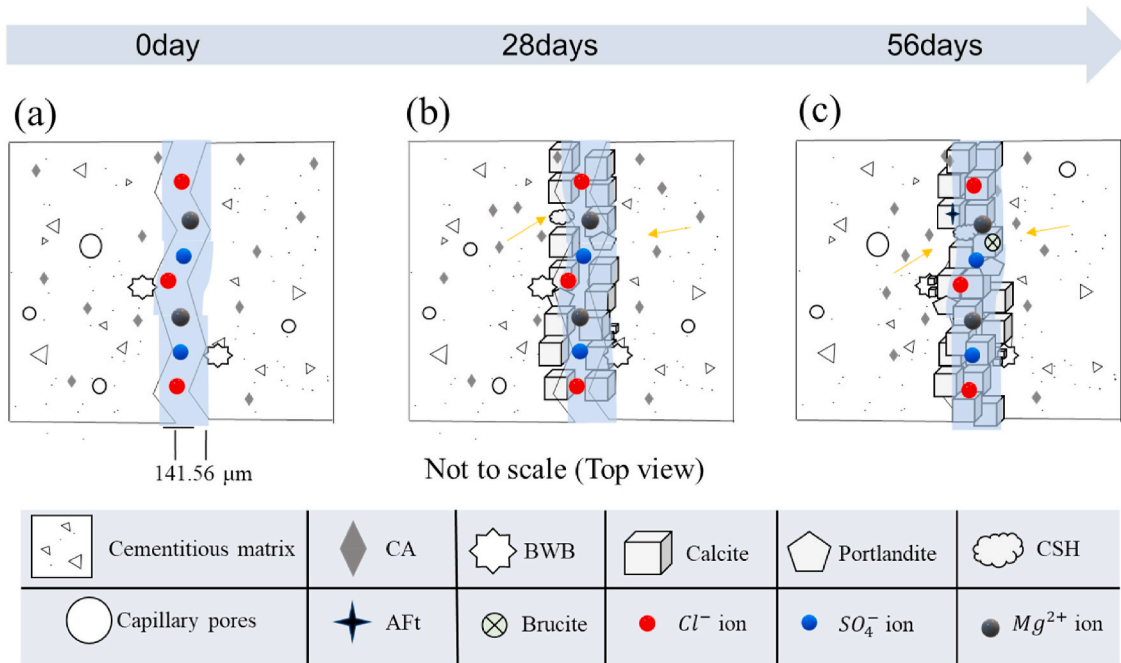 0day 28days 56days
(a) (b) (c)
141.56 μm
Not to scale (Top view)
Cementitious matrix CA BWB Calcite Portlandite CSH
Capillary pores AFt Brucite Cl⁻ ion SO₄⁻ ion Mg²⁺ ion